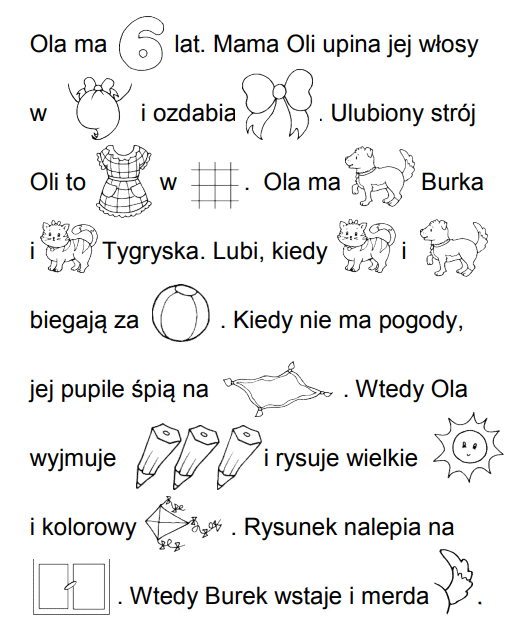 Ola ma 6 lat. Mama Oli upina jej włosy
w i ozdabia . Ulubiony strój
Oli to w . Ola ma Burka
i Tygryska. Lubi, kiedy i
biegają za . Kiedy nie ma pogody,
jej pupile śpią na . Wtedy Ola
wyjmuje i rysuje wielkie
i kolorowy . Rysunek nalepia na
. Wtedy Burek wstaje i merda .